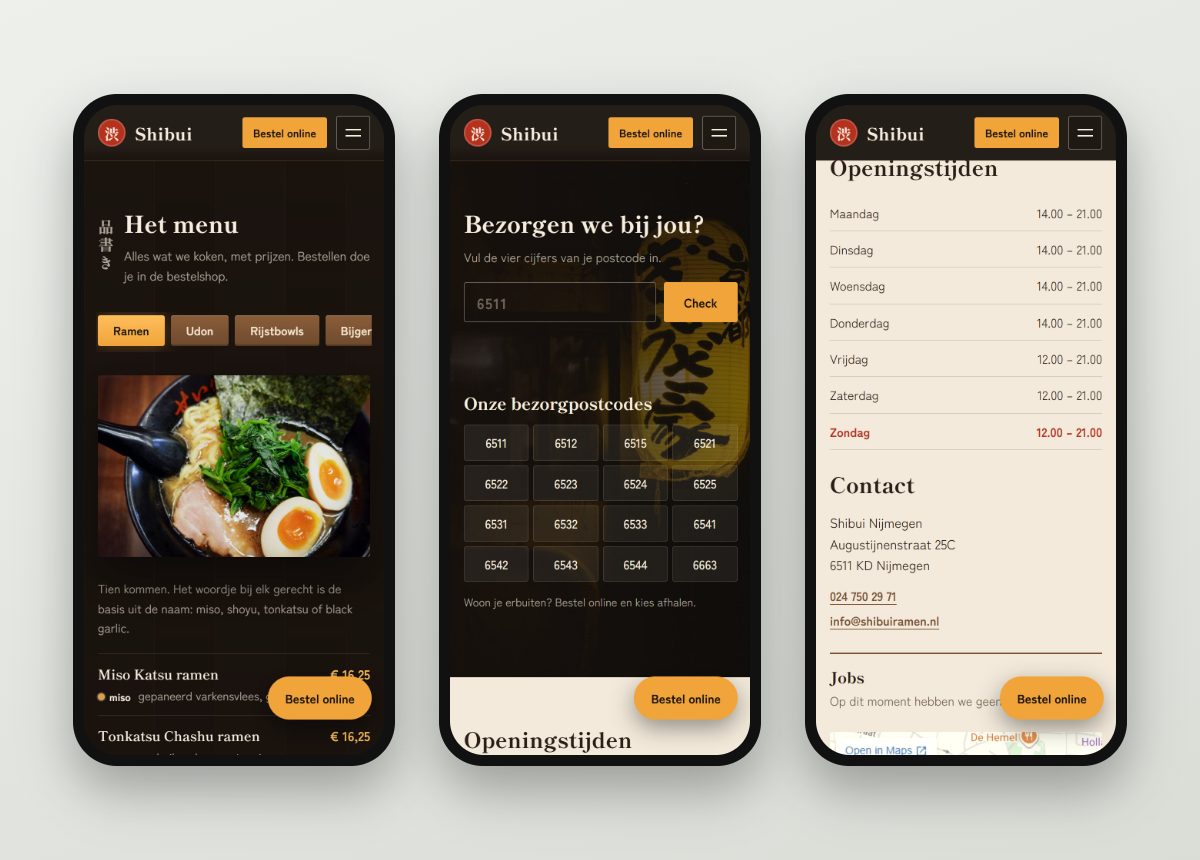 渋 Shibui
Bestel online
品書き
Het menu
Alles wat we koken, met prijzen. Bestellen doe
je in de bestelshop.
Ramen Udon Rijstbowls Bijger
Tien kommen. Het woordje bij elk gerecht is de
basis uit de naam: miso, shoyu, tonkatsu of black
garlic.
Miso Katsu ramen € 16,25
miso gepaneerd varkensvlees,
Bestel online
Tonkatsu Chashu ramen € 16,25
渋 Shibui
Bestel online
Bezorgen we bij jou?
Vul de vier cijfers van je postcode in.
6511 Check
Onze bezorgpostcodes
6511 6512 6515 6521
6522 6523 6524 6525
6531 6532 6533 6541
6542 6543 6544 6663
Woon je erbuiten? Bestel online en kies afhalen.
Bestel online
Openingstijden
渋 Shibui
Bestel online
Openingstijden
Maandag 14.00 – 21.00
Dinsdag 14.00 – 21.00
Woensdag 14.00 – 21.00
Donderdag 14.00 – 21.00
Vrijdag 12.00 – 21.00
Zaterdag 12.00 – 21.00
Zondag 12.00 – 21.00
Contact
Shibui Nijmegen
Augustijnenstraat 25C
6511 KD Nijmegen
024 750 29 71
info@shibuiramen.nl
Jobs
Op dit moment hebben we geen
Bestel online
Open in Maps
De Hemel
Holl